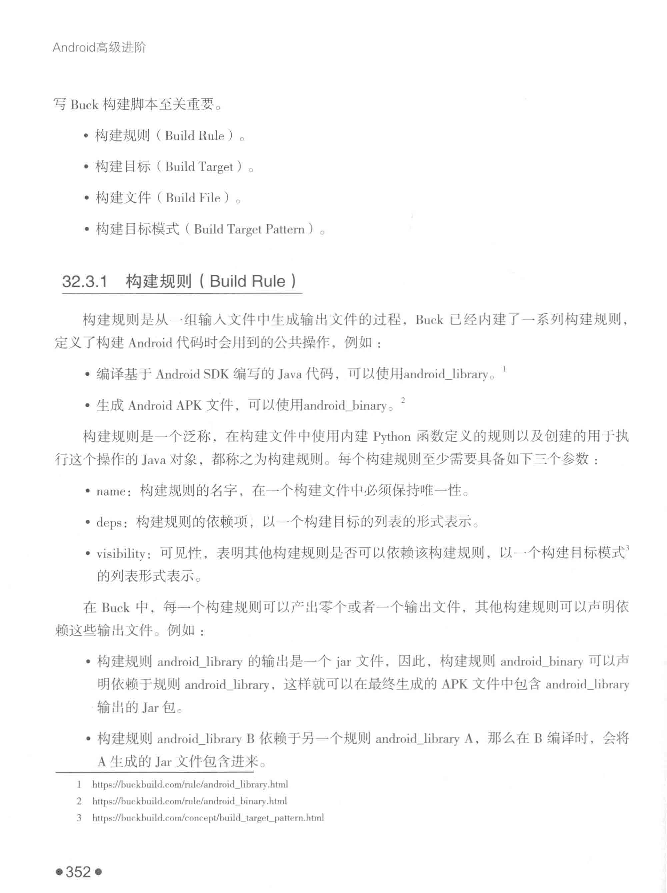 Android高级进阶
写 Buck 构建脚本至关重要。
• 构建规则（Build Rule）。
• 构建目标（Build Target）。
• 构建文件（Build File）。
• 构建目标模式（Build Target Pattern）。
32.3.1 构建规则（Build Rule）
构建规则是从一组输入文件中生成输出文件的过程，Buck 已经内建了一系列构建规则，
定义了构建 Android 代码时会用到的公共操作，例如：
• 编译基于 Android SDK 编写的 Java 代码，可以使用android_library。1
• 生成 Android APK 文件，可以使用android_binary。2
构建规则是一个泛称，在构建文件中使用内建 Python 函数定义的规则以及创建的用于执
行这个操作的 Java 对象，都称之为构建规则。每个构建规则至少需要具备如下三个参数：
• name：构建规则的名字，在一个构建文件中必须保持唯一性。
• deps：构建规则的依赖项，以一个构建目标的列表的形式表示。
• visibility：可见性，表明其他构建规则是否可以依赖该构建规则，以一个构建目标模式3
的列表形式表示。
在 Buck 中，每一个构建规则可以产出零个或者一个输出文件，其他构建规则可以声明依
赖这些输出文件。例如：
• 构建规则 android_library 的输出是一个 jar 文件，因此，构建规则 android_binary 可以声
明依赖于规则 android_library，这样就可以在最终生成的 APK 文件中包含 android_library
输出的 Jar 包。
• 构建规则 android_library B 依赖于另一个规则 android_library A，那么在 B 编译时，会将
A 生成的 Jar 文件包含进来。
1 https://buckbuild.com/rule/android_library.html
2 https://buckbuild.com/rule/android_binary.html
3 https://buckbuild.com/concept/build_target_pattern.html
•352•